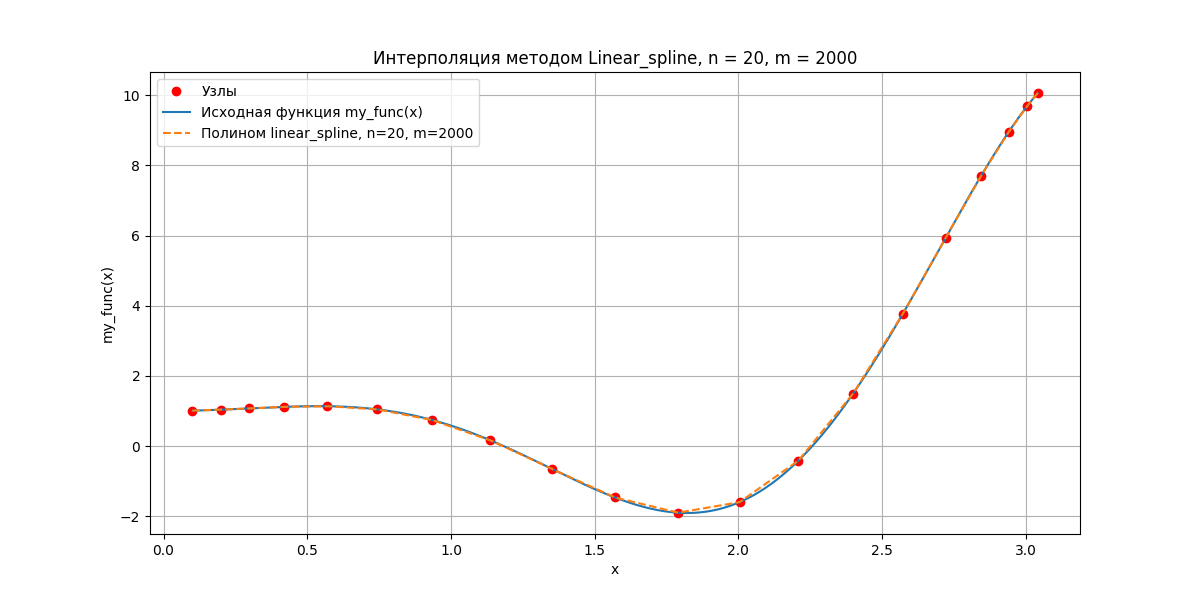 Интерполяция методом Linear_spline, n = 20, m = 2000
Узлы
Исходная функция my_func(x)
Полином linear_spline, n=20, m=2000
my_func(x)
10
8
6
4
2
0
−2
0.0 0.5 1.0 1.5 2.0 2.5 3.0
x